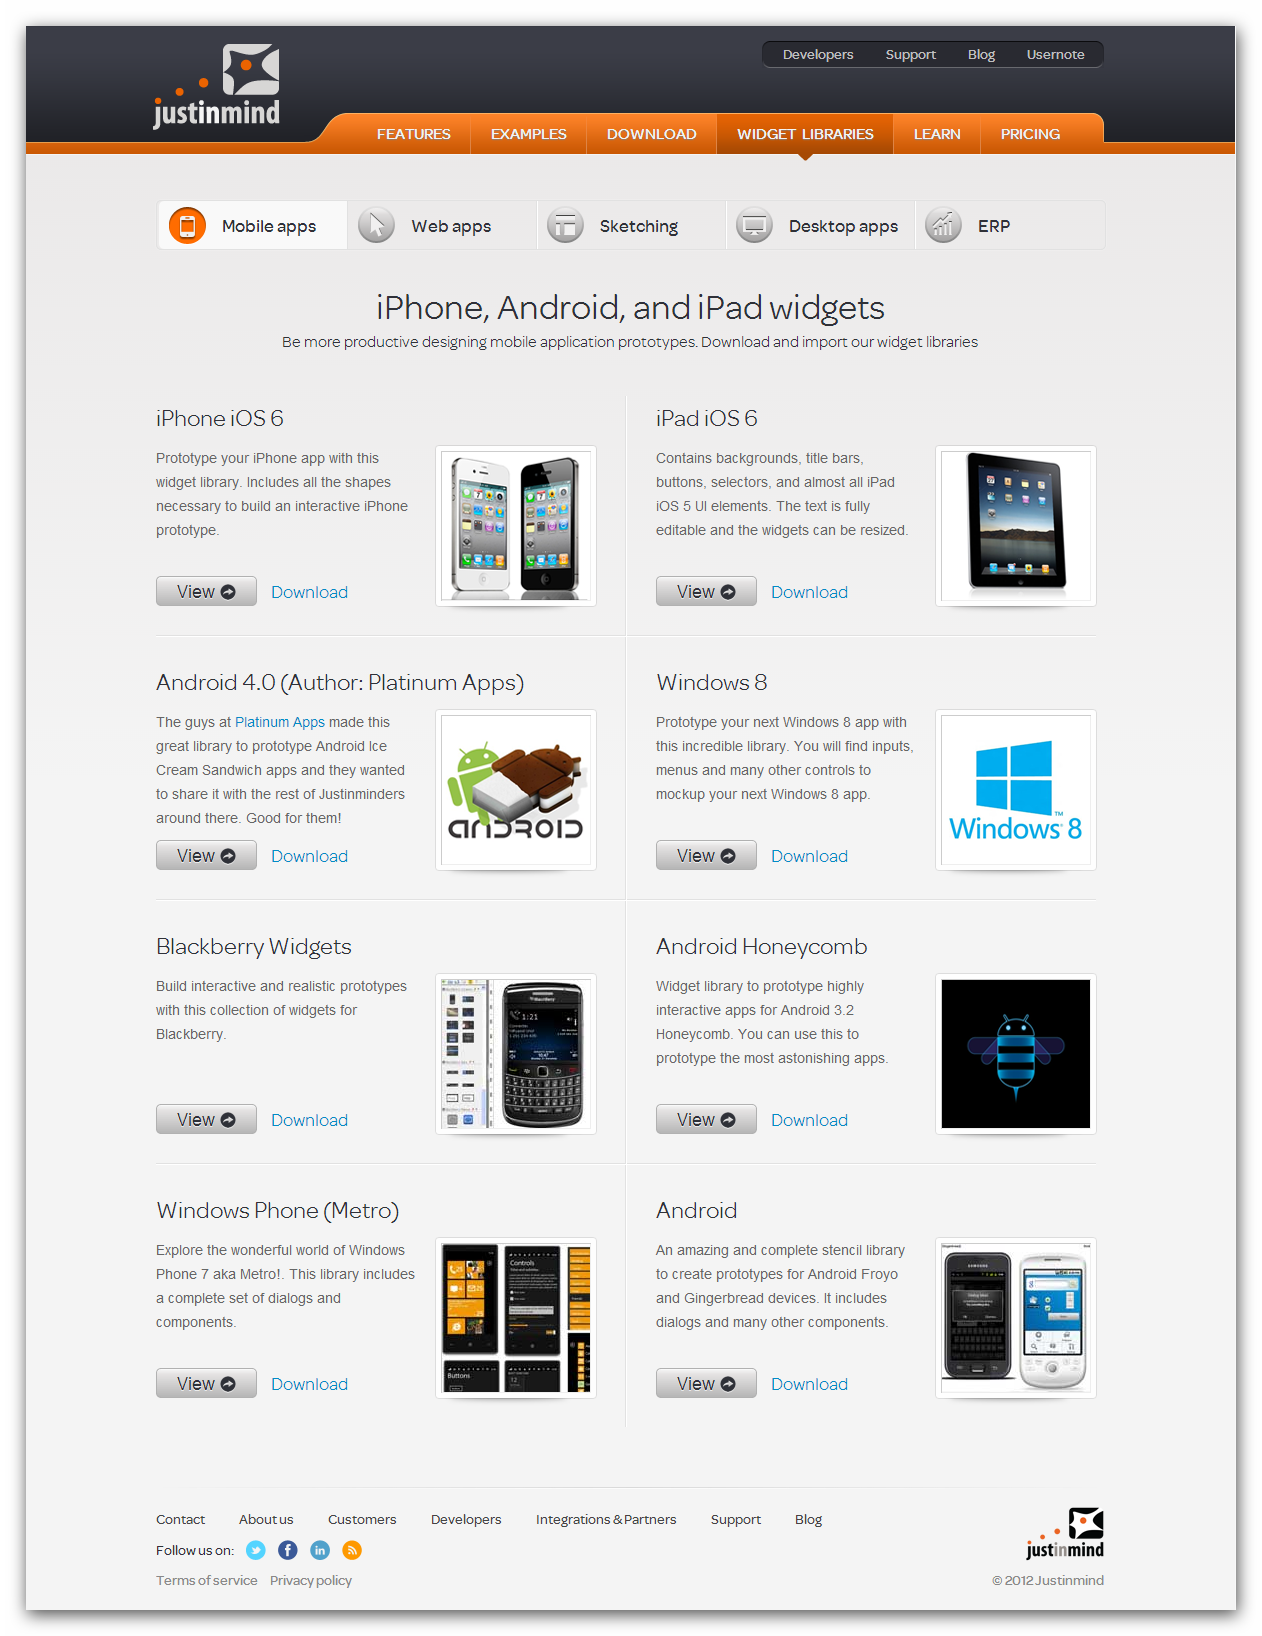 justinmind
Developers Support Blog Usernote
FEATURES EXAMPLES DOWNLOAD WIDGET LIBRARIES LEARN PRICING
Mobile apps Web apps Sketching Desktop apps ERP
iPhone, Android, and iPad widgets
Be more productive designing mobile application prototypes. Download and import our widget libraries
iPhone iOS 6
Prototype your iPhone app with this
widget library. Includes all the shapes
necessary to build an interactive iPhone
prototype.
View Download
iPad iOS 6
Contains backgrounds, title bars,
buttons, selectors, and almost all iPad
iOS 5 UI elements. The text is fully
editable and the widgets can be resized.
View Download
Android 4.0 (Author: Platinum Apps)
The guys at Platinum Apps made this
great library to prototype Android Ice
Cream Sandwich apps and they wanted
to share it with the rest of Justinminders
around there. Good for them!
View Download
ANDROID
Windows 8
Prototype your next Windows 8 app with
this incredible library. You will find inputs,
menus and many other controls to
mockup your next Windows 8 app.
View Download
Windows 8
Blackberry Widgets
Build interactive and realistic prototypes
with this collection of widgets for
Blackberry.
View Download
BlackBerry
1:21
Android Honeycomb
Widget library to prototype highly
interactive apps for Android 3.2
Honeycomb. You can use this to
prototype the most astonishing apps.
View Download
Windows Phone (Metro)
Explore the wonderful world of Windows
Phone 7 aka Metro!. This library includes
a complete set of dialogs and
components.
View Download
Controls
Buttons
12
Android
An amazing and complete stencil library
to create prototypes for Android Froyo
and Gingerbread devices. It includes
dialogs and many other components.
View Download
SAMSUNG
Contact About us Customers Developers Integrations & Partners Support Blog
Follow us on:
Terms of service Privacy policy
justinmind
© 2012 Justinmind